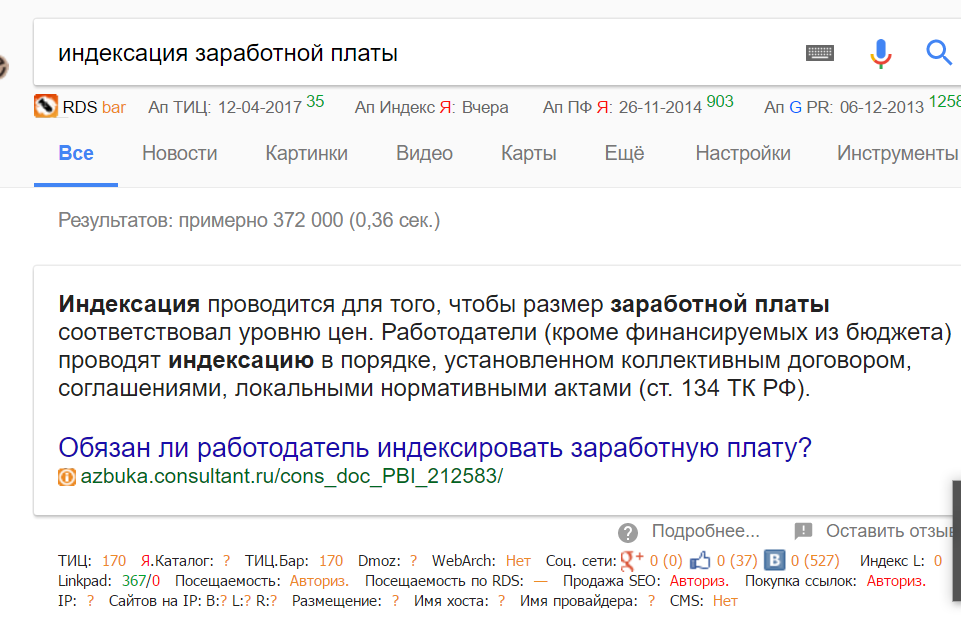 индексация заработной платы
RDS bar Ап ТИЦ: 12-04-2017 35 Ап Индекс Я: Вчера Ап ПФ Я: 26-11-2014 903 Ап G PR: 06-12-2013 1258
Все Новости Картинки Видео Карты Ещё Настройки Инструменты
Результатов: примерно 372 000 (0,36 сек.)
Индексация проводится для того, чтобы размер заработной платы
соответствовал уровню цен. Работодатели (кроме финансируемых из бюджета)
проводят индексацию в порядке, установленном коллективным договором,
соглашениями, локальными нормативными актами (ст. 134 ТК РФ).
Обязан ли работодатель индексировать заработную плату?
azbuka.consultant.ru/cons_doc_PBI_212583/
? Подробнее... Оставить отзыв
ТИЦ: 170 Я.Каталог: ? ТИЦ.Бар: 170 Dmoz: ? WebArch: Нет Соц. сети: g+ 0 (0) 0 (37) B 0 (527) Индекс L: 0
Linkpad: 367/0 Посещаемость: Авториз. Посещаемость по RDS: — Продажа SEO: Авториз. Покупка ссылок: Авториз.
IP: ? Сайтов на IP: B:? L:? R:? Размещение: ? Имя хоста: ? Имя провайдера: ? CMS: Нет